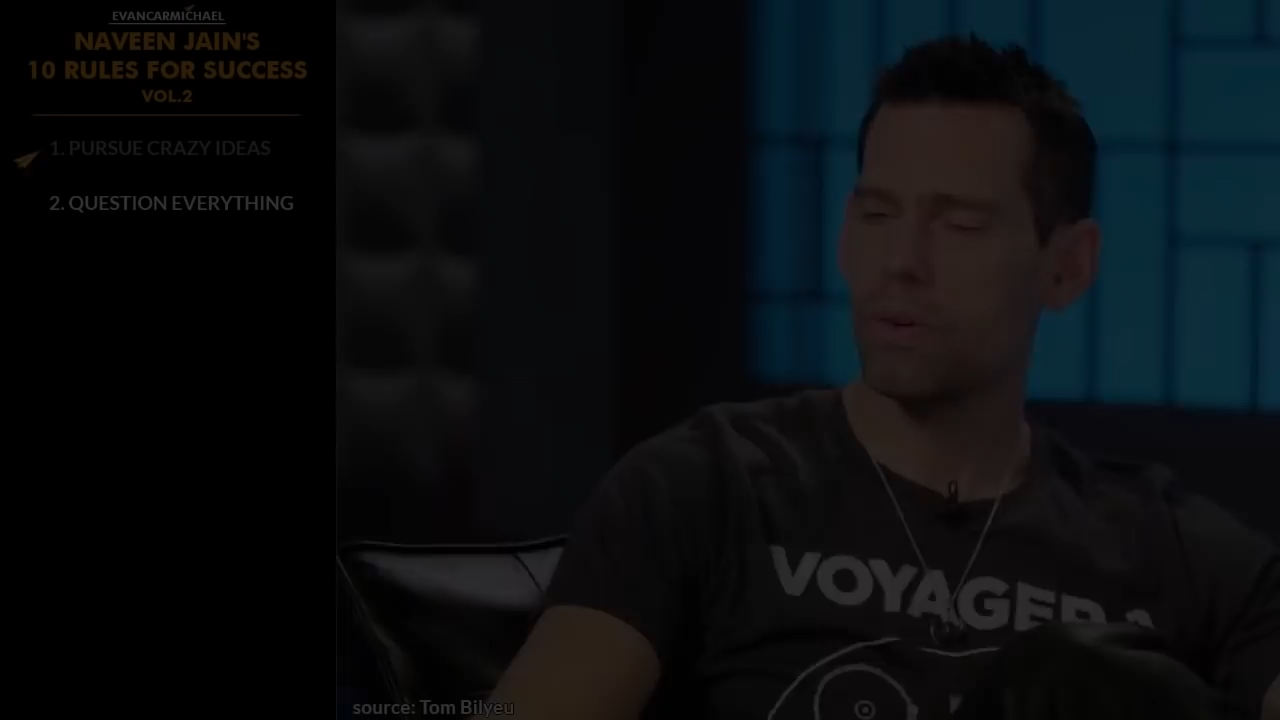 EVANCARMICHAEL
NAVEEN JAIN'S
10 RULES FOR SUCCESS
VOL.2
1. PURSUE CRAZY IDEAS
2. QUESTION EVERYTHING
VOYAGER
source: Tom Bilyeu